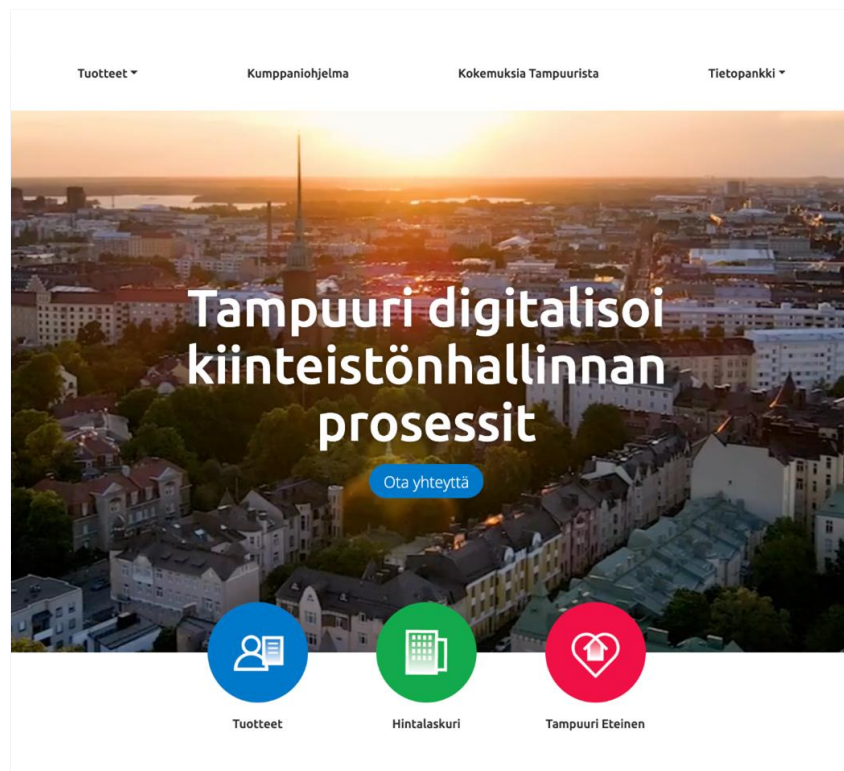 Tuotteet
Kumppaniohjelma
Kokemuksia Tampuurista
Tietopankki
Tampuuri digitalisoi
kiinteistönhallinnan
prosessit
Ota yhteyttä
Tuotteet
Hintalaskuri
Tampuuri Eteinen